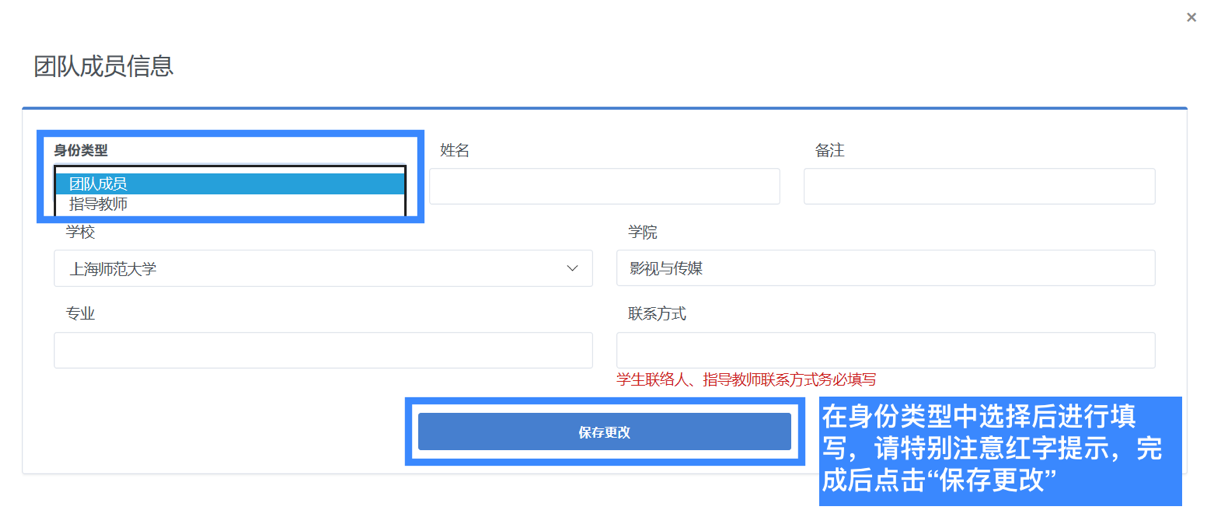 ×
团队成员信息
身份类型
姓名
备注
团队成员
指导教师
学校
学院
上海师范大学
影视与传媒
专业
联系方式
学生联络人、指导教师联系方式务必填写
保存更改
在身份类型中选择后进行填
写，请特别注意红字提示，完
成后点击“保存更改”